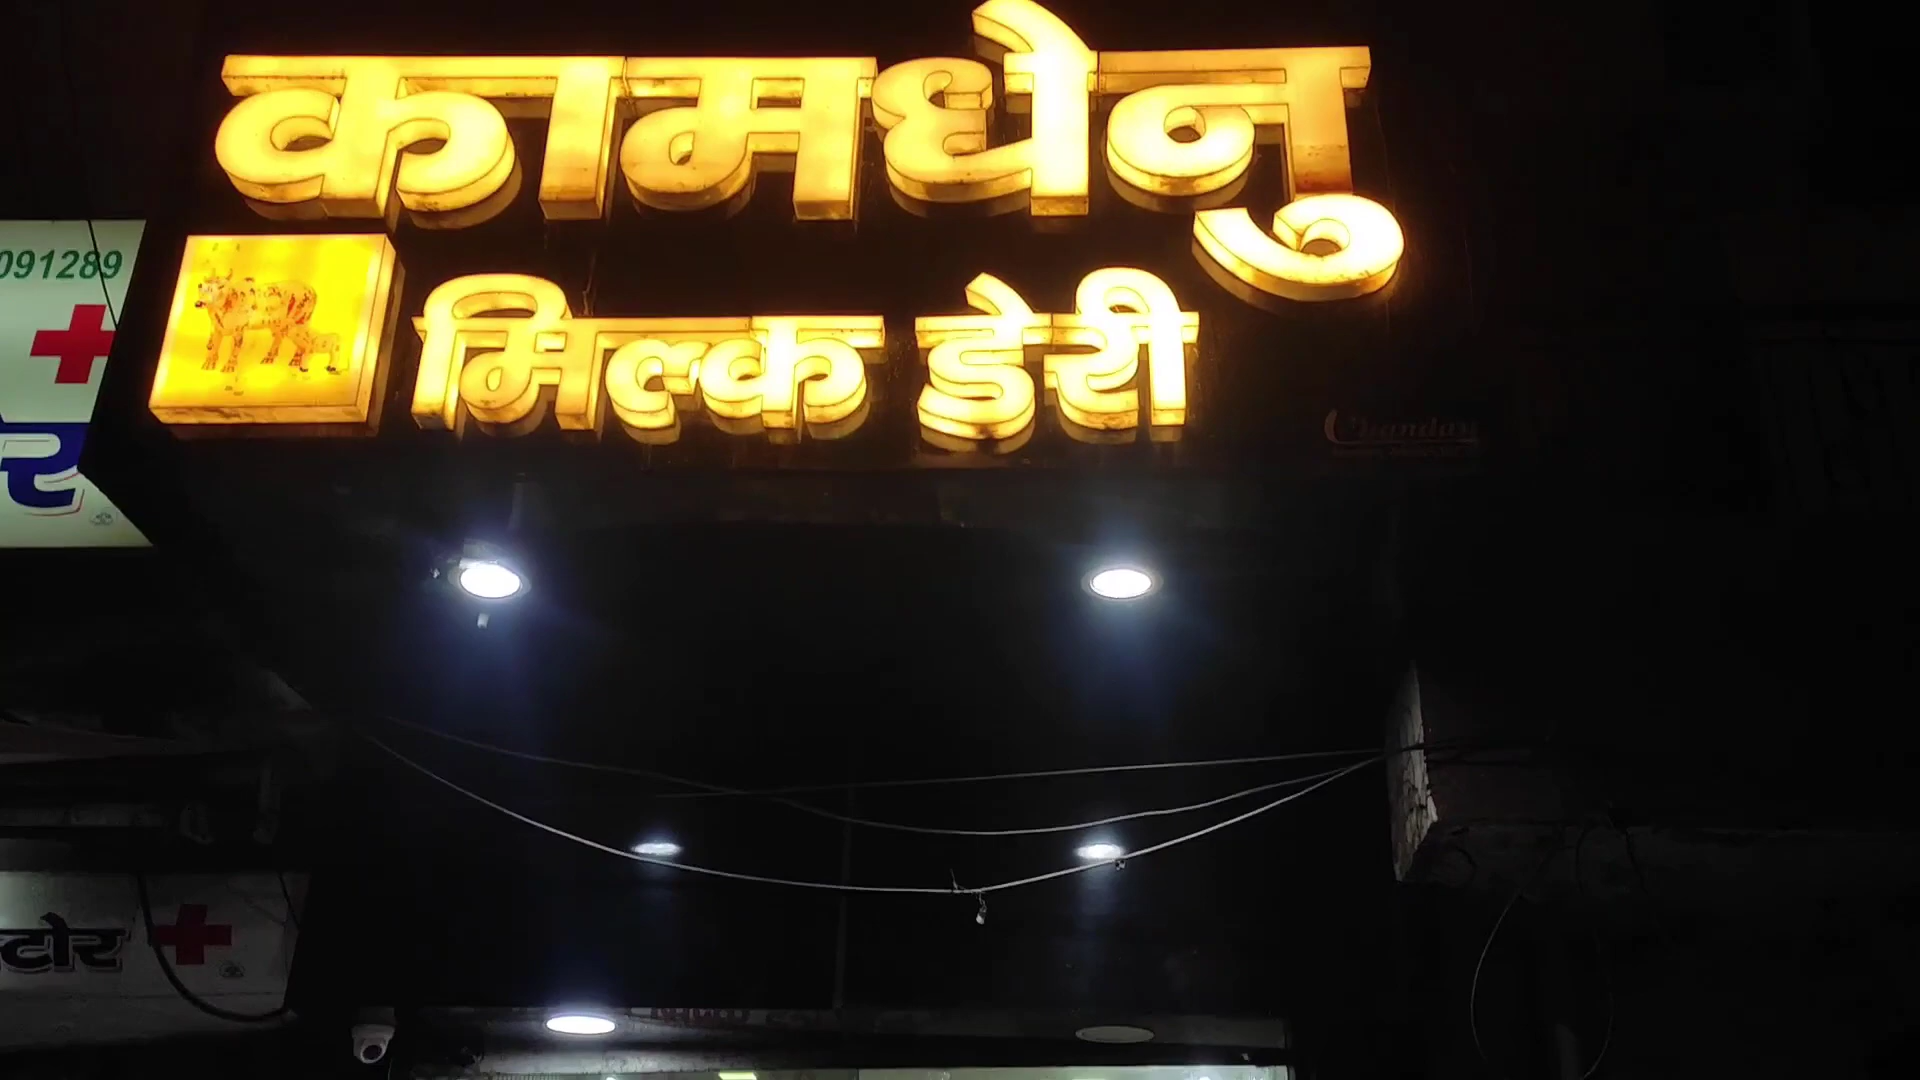 कामधेनु
091289
मिल्क डेरी
र
टोर